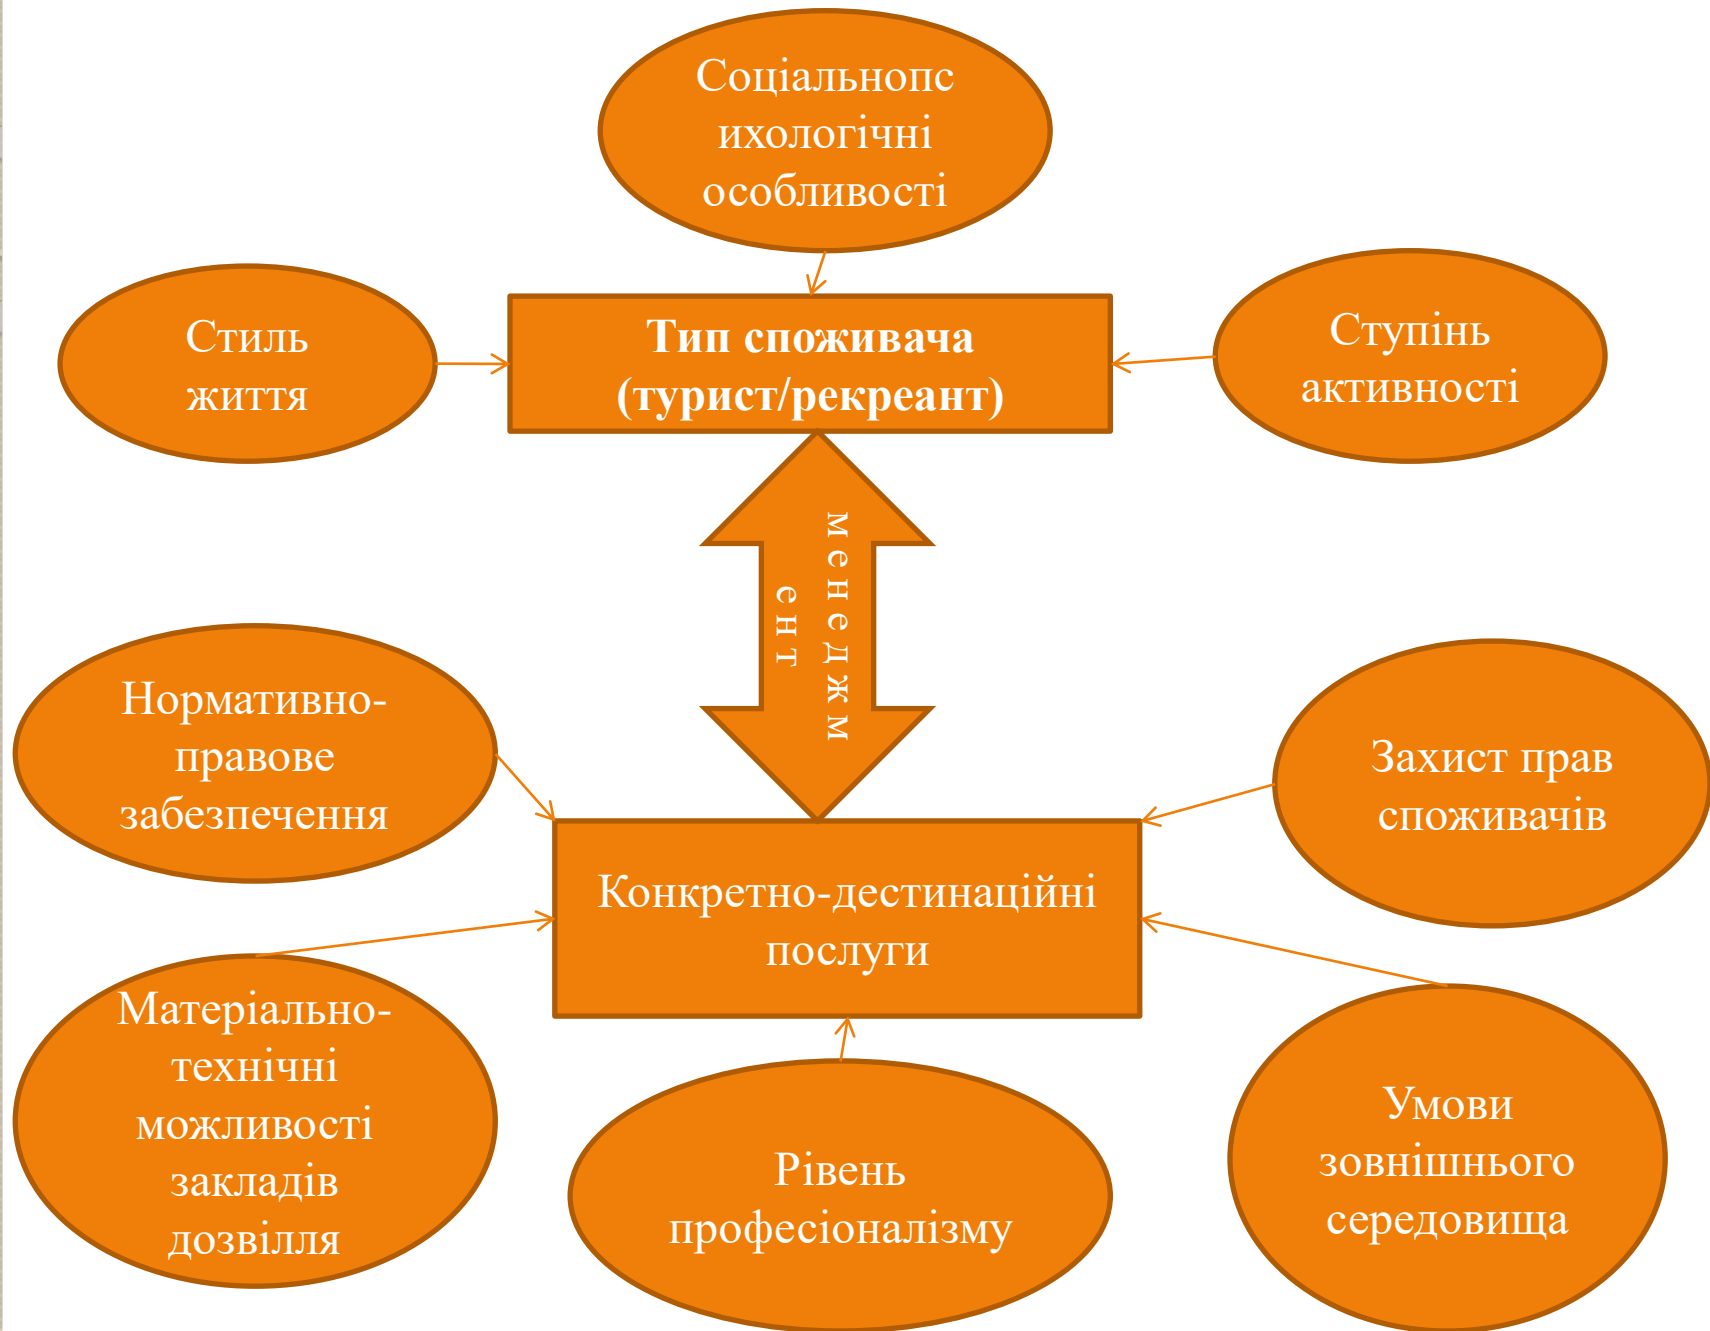 Соціальнопс
ихологічні
особливості
Стиль
життя
Тип споживача
(турист/рекреант)
Ступінь
активності
менеджм
ент
Нормативно-
правове
забезпечення
Захист прав
споживачів
Конкретно-дестинаційні
послуги
Матеріально-
технічні
можливості
закладів
дозвілля
Рівень
професіоналізму
Умови
зовнішнього
середовища